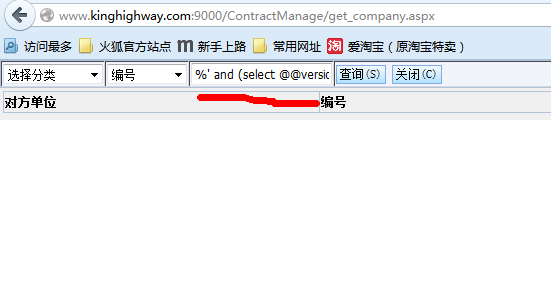 www.kinghighway.com:9000/ContractManage/get_company.aspx
访问最多 火狐官方站点 新手上路 常用网址 淘 爱淘宝（原淘宝特卖）
选择分类 编号 %' and (select @@versic 查询(S) 关闭(C)
对方单位 编号